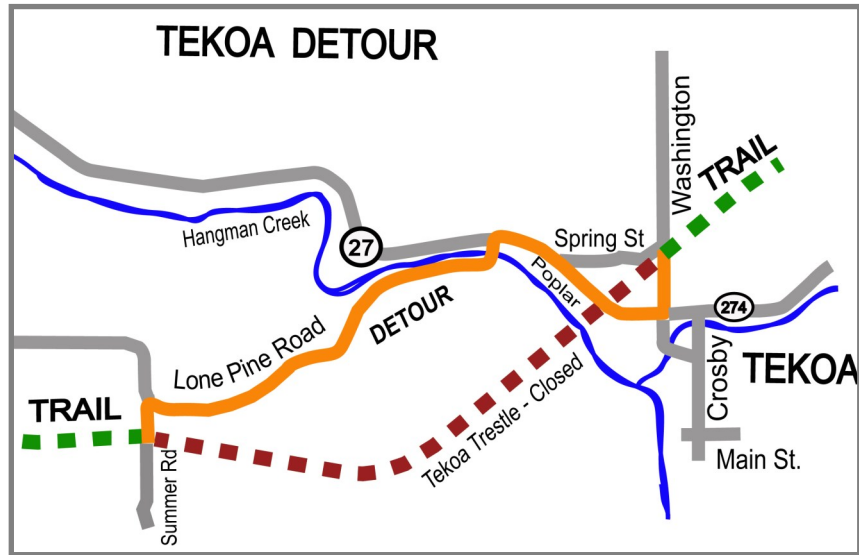 TEKOA DETOUR
Washington
TRAIL
Hangman Creek
27
Spring St
Poplar
DETOUR
274
Lone Pine Road
TEKOA
Crosby
TRAIL
Tekoa Trestle - Closed
Summer Rd
Main St.